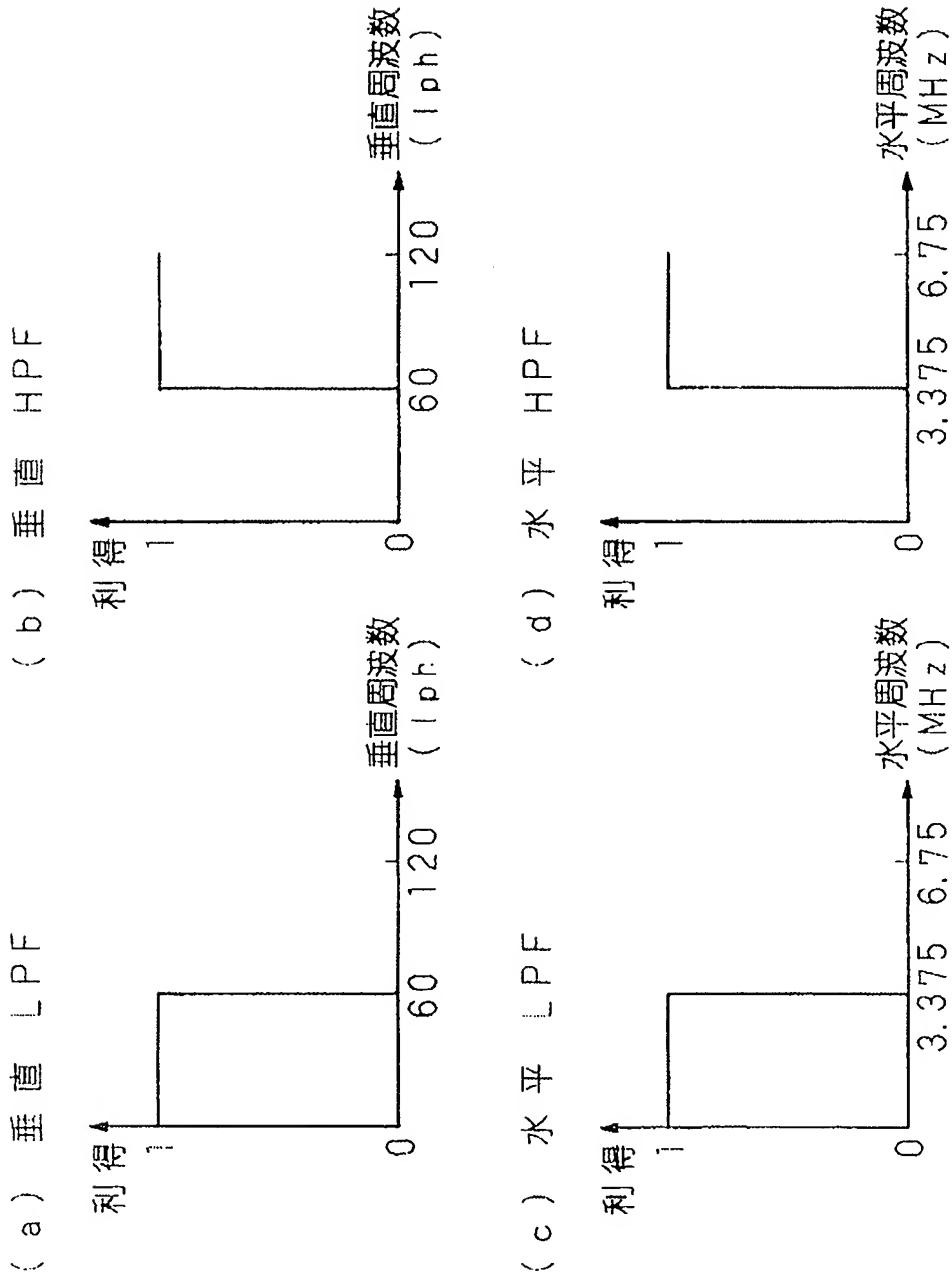 (a) 垂直 LPF
利得
1
0
60 120
垂直周波数
(lph)
(b) 垂直 HPF
利得
1
0
60 120
垂直周波数
(lph)
(c) 水平 LPF
利得
1
0
3.375 6.75
水平周波数
(MHz)
(d) 水平 HPF
利得
1
0
3.375 6.75
水平周波数
(MHz)